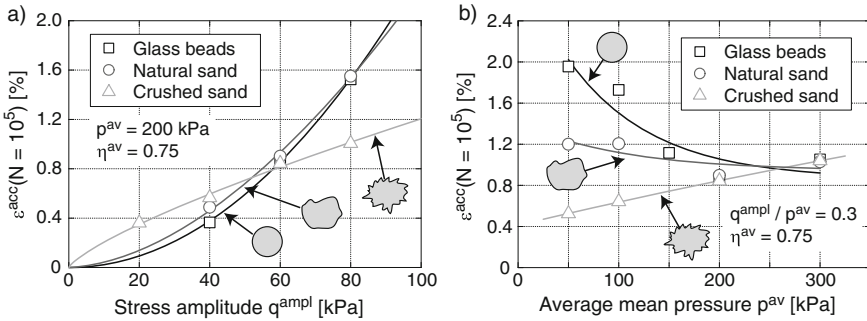 a)
2.0
1.6
1.2
0.8
0.4
0
0 20 40 60 80 100
ε^acc(N = 10^5) [%]
Stress amplitude q^ampl [kPa]
Glass beads
Natural sand
Crushed sand
p^av = 200 kPa
η^av = 0.75
b)
2.4
2.0
1.6
1.2
0.8
0.4
0
0 100 200 300
ε^acc(N = 10^5) [%]
Average mean pressure p^av [kPa]
Glass beads
Natural sand
Crushed sand
q^ampl / p^av = 0.3
η^av = 0.75